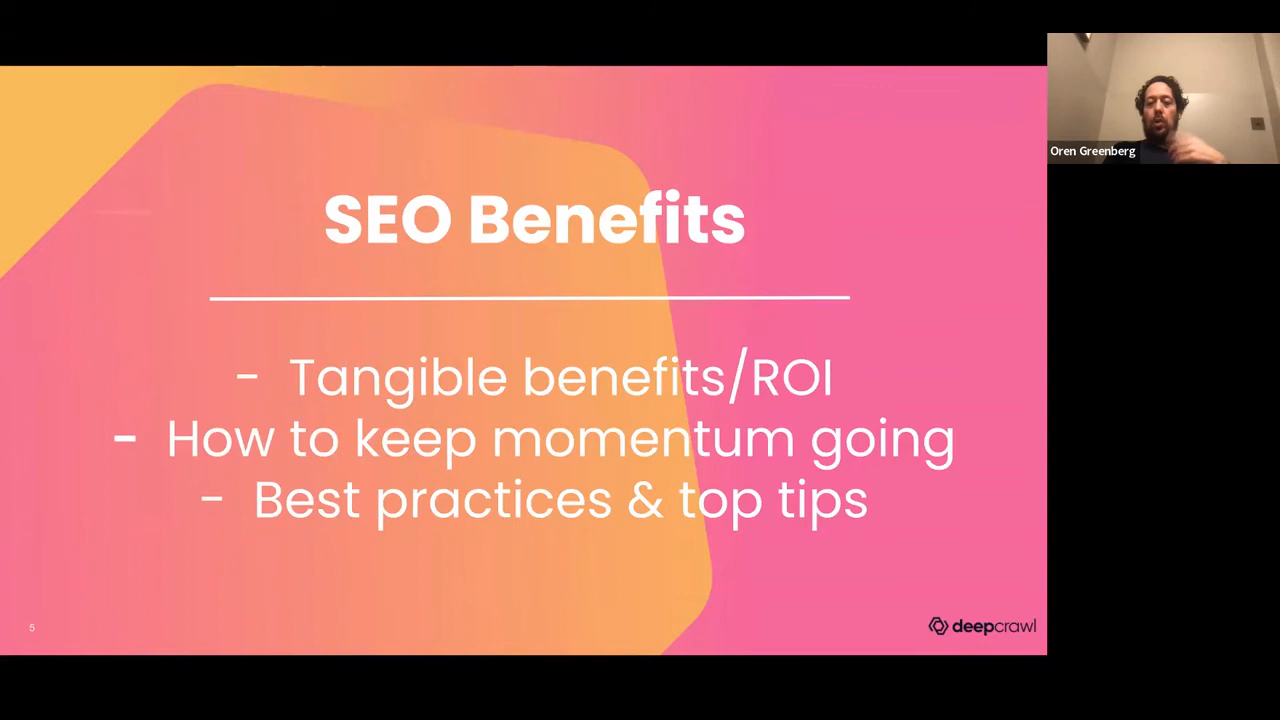 SEO Benefits
- Tangible benefits/ROI
- How to keep momentum going
- Best practices & top tips
5
deepcrawl
Oren Greenberg